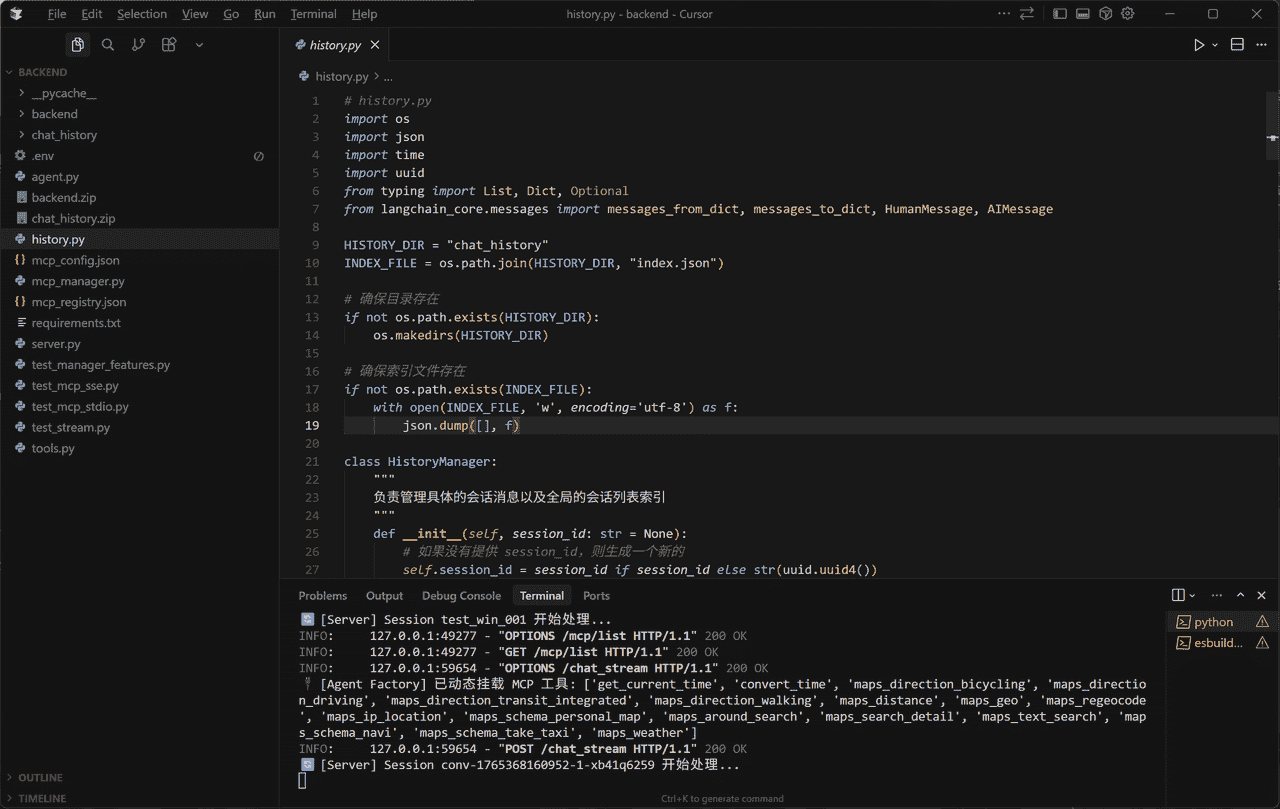 File Edit Selection View Go Run Terminal Help
history.py - backend - Cursor
BACKEND
__pycache__
backend
chat_history
.env
agent.py
backend.zip
chat_history.zip
history.py
mcp_config.json
mcp_manager.py
mcp_registry.json
requirements.txt
server.py
test_manager_features.py
test_mcp_sse.py
test_mcp_stdio.py
test_stream.py
tools.py
OUTLINE
TIMELINE
history.py
history.py > ...
1 # history.py
2 import os
3 import json
4 import time
5 import uuid
6 from typing import List, Dict, Optional
7 from langchain_core.messages import messages_from_dict, messages_to_dict, HumanMessage, AIMessage
8
9 HISTORY_DIR = "chat_history"
10 INDEX_FILE = os.path.join(HISTORY_DIR, "index.json")
11
12 # 确保目录存在
13 if not os.path.exists(HISTORY_DIR):
14 os.makedirs(HISTORY_DIR)
15
16 # 确保索引文件存在
17 if not os.path.exists(INDEX_FILE):
18 with open(INDEX_FILE, 'w', encoding='utf-8') as f:
19 json.dump([], f)
20
21 class HistoryManager:
22 """
23 负责管理具体的会话消息以及全局的会话列表索引
24 """
25 def __init__(self, session_id: str = None):
26 # 如果没有提供 session_id，则生成一个新的
27 self.session_id = session_id if session_id else str(uuid.uuid4())
Problems Output Debug Console Terminal Ports
[Server] Session test_win_001 开始处理...
INFO: 127.0.0.1:49277 - "OPTIONS /mcp/list HTTP/1.1" 200 OK
INFO: 127.0.0.1:49277 - "GET /mcp/list HTTP/1.1" 200 OK
INFO: 127.0.0.1:59654 - "OPTIONS /chat_stream HTTP/1.1" 200 OK
[Agent Factory] 已动态挂载 MCP 工具: ['get_current_time', 'convert_time', 'maps_direction_bicycling', 'maps_directio
n_driving', 'maps_direction_transit_integrated', 'maps_direction_walking', 'maps_distance', 'maps_geo', 'maps_regeocode
', 'maps_ip_location', 'maps_schema_personal_map', 'maps_around_search', 'maps_search_detail', 'maps_text_search', 'map
s_schema_navi', 'maps_schema_take_taxi', 'maps_weather']
INFO: 127.0.0.1:59654 - "POST /chat_stream HTTP/1.1" 200 OK
[Server] Session conv-1765368160952-1-xb41q6259 开始处理...
python
esbuild...
Ctrl+K to generate command